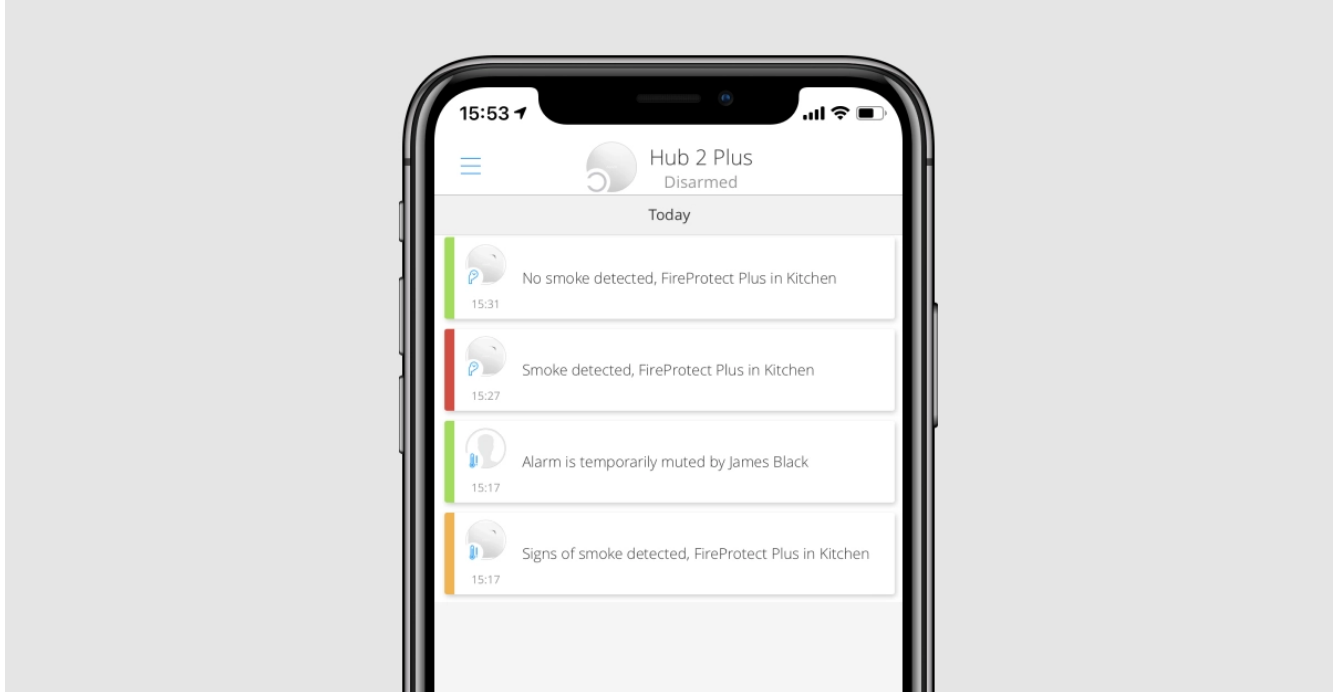 15:53
Hub 2 Plus
Disarmed
Today
No smoke detected, FireProtect Plus in Kitchen
15:31
Smoke detected, FireProtect Plus in Kitchen
15:27
Alarm is temporarily muted by James Black
15:17
Signs of smoke detected, FireProtect Plus in Kitchen
15:17